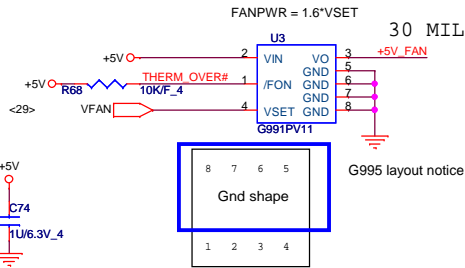 FANPWR = 1.6*VSET
30 MIL
U3
+5V 2 VIN VO 3 +5V_FAN
GND 5
+5V R68 10K/F_4 THERM_OVER# 1 /FON GND 6
GND 7
<29> VFAN 4 VSET GND 8
G991PV11
G995 layout notice
8 7 6 5
Gnd shape
1 2 3 4
+5V
C74
1U/6.3V_4